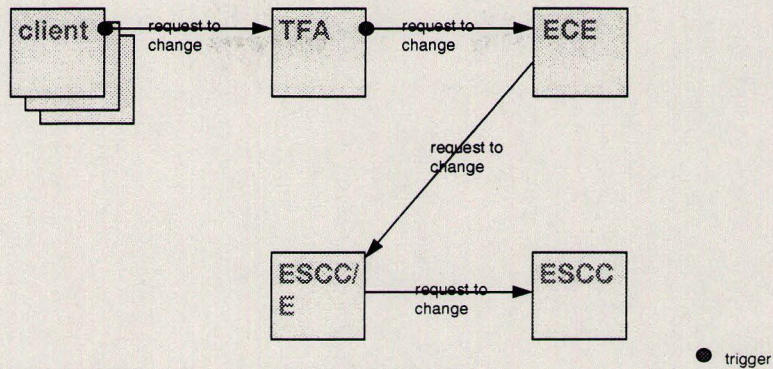 client
request to
change
TFA
request to
change
ECE
request to
change
ESCC/
E
request to
change
ESCC
trigger